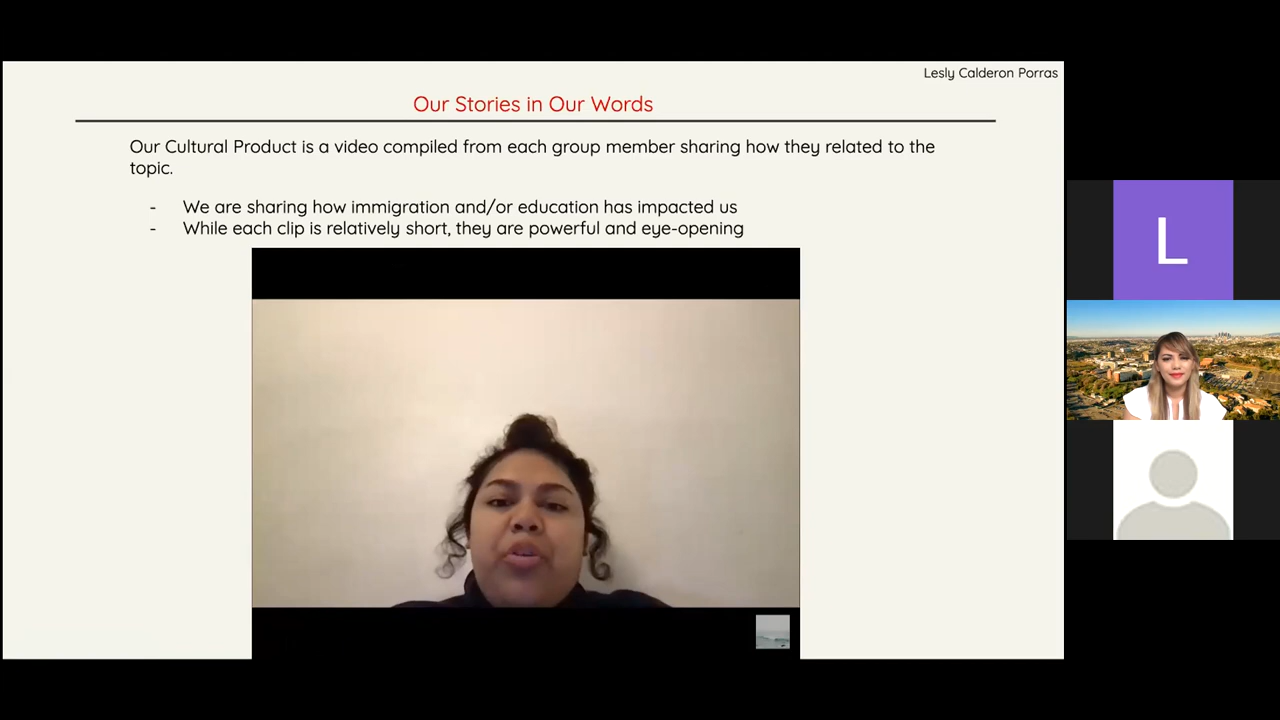 Lesly Calderon Porras
Our Stories in Our Words
Our Cultural Product is a video compiled from each group member sharing how they related to the
topic.
- We are sharing how immigration and/or education has impacted us
- While each clip is relatively short, they are powerful and eye-opening
L